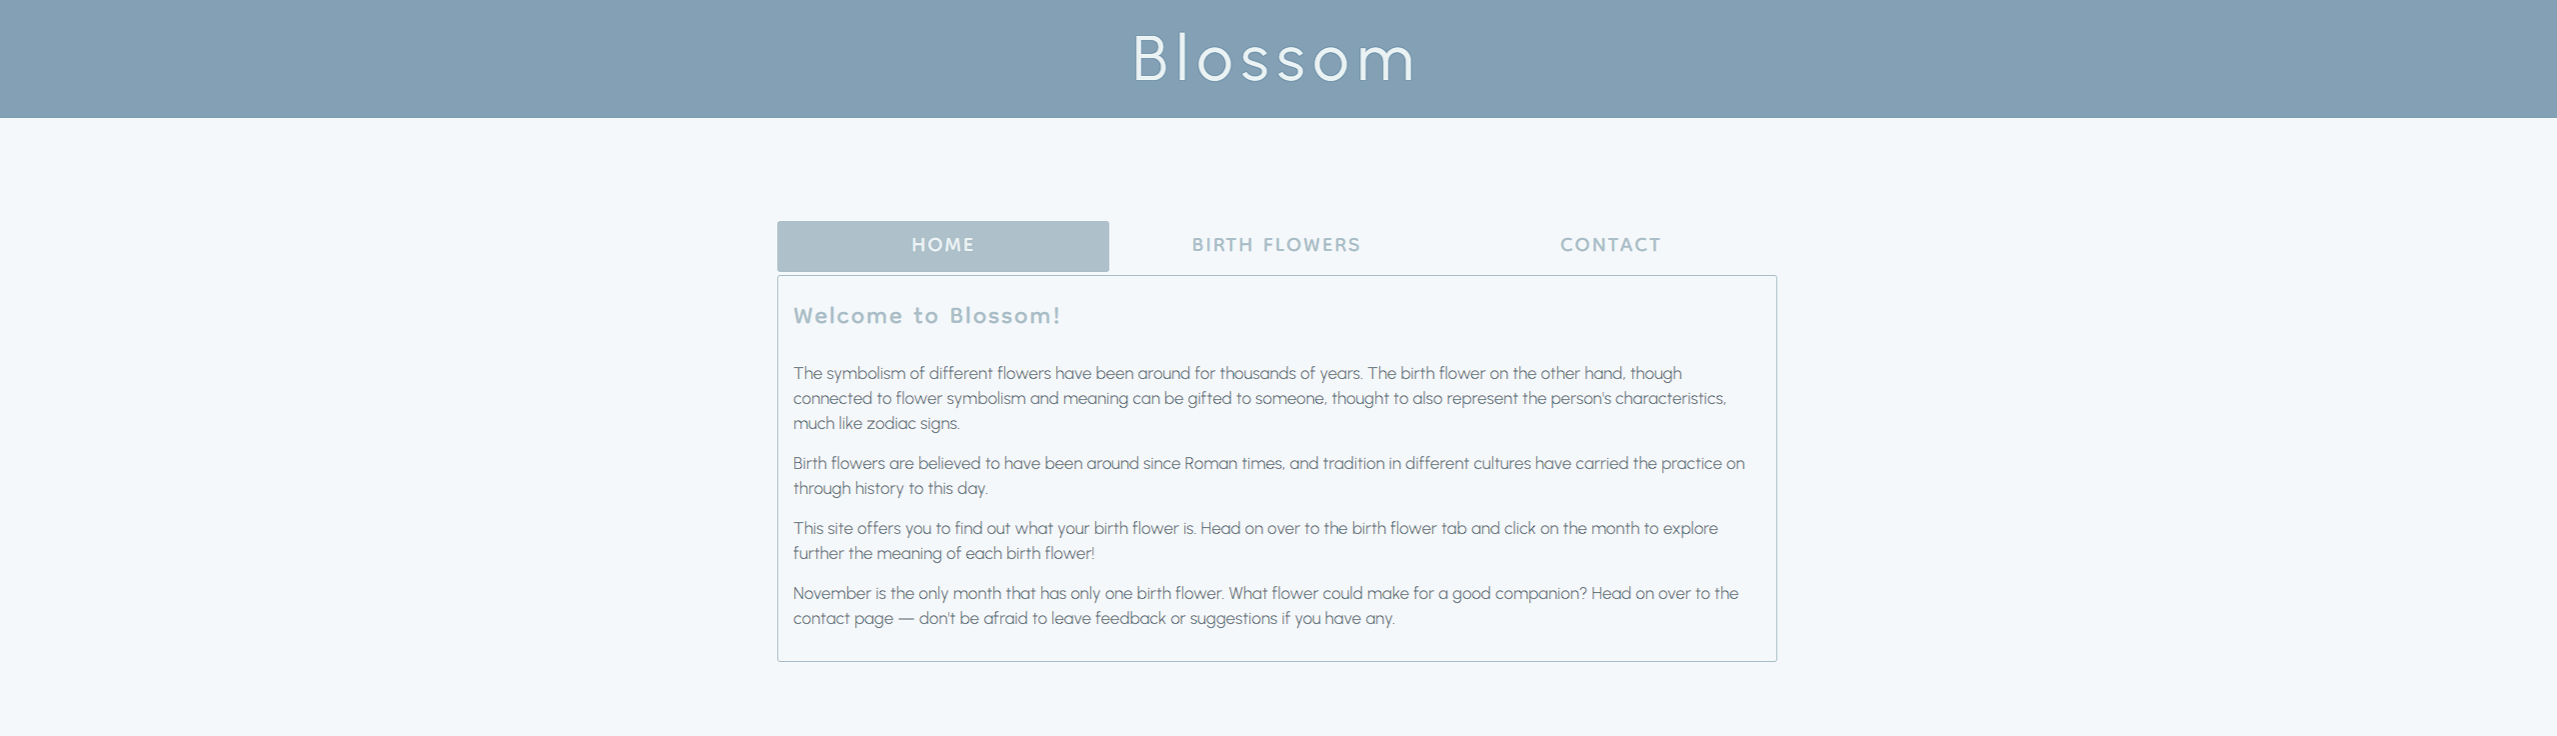 Blossom
HOME
BIRTH FLOWERS
CONTACT
Welcome to Blossom!
The symbolism of different flowers have been around for thousands of years. The birth flower on the other hand, though
connected to flower symbolism and meaning can be gifted to someone, thought to also represent the person's characteristics,
much like zodiac signs.
Birth flowers are believed to have been around since Roman times, and tradition in different cultures have carried the practice on
through history to this day.
This site offers you to find out what your birth flower is. Head on over to the birth flower tab and click on the month to explore
further the meaning of each birth flower!
November is the only month that has only one birth flower. What flower could make for a good companion? Head on over to the
contact page — don't be afraid to leave feedback or suggestions if you have any.